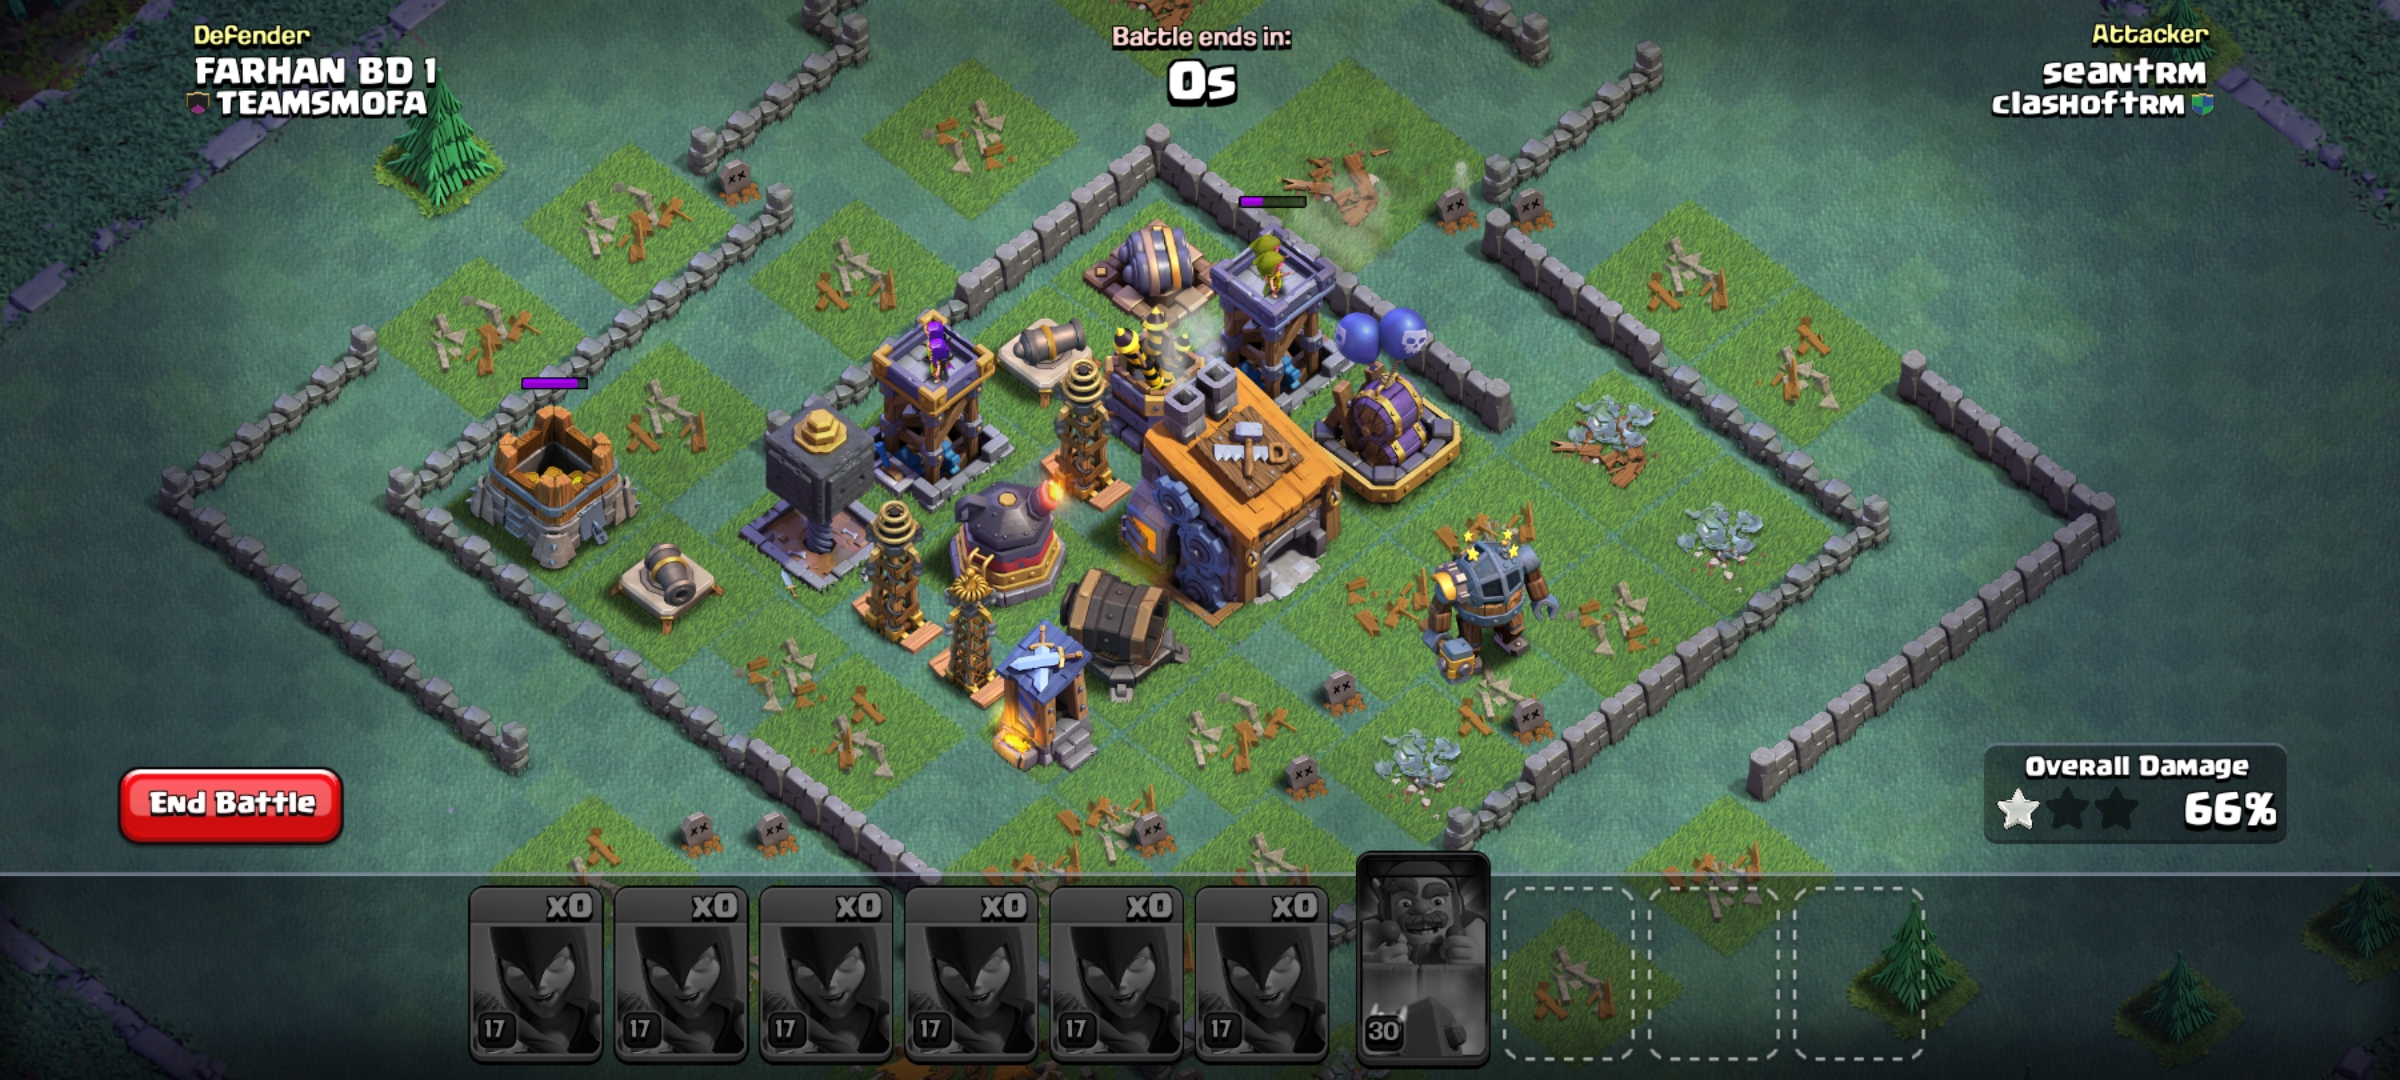 Defender
FARHAN BD 1
TEAMSMOFA
Battle ends in:
0s
Attacker
seantRM
clashoftRM
End Battle
Overall Damage
66%
x0
x0
x0
x0
x0
x0
17
17
17
17
17
17
30